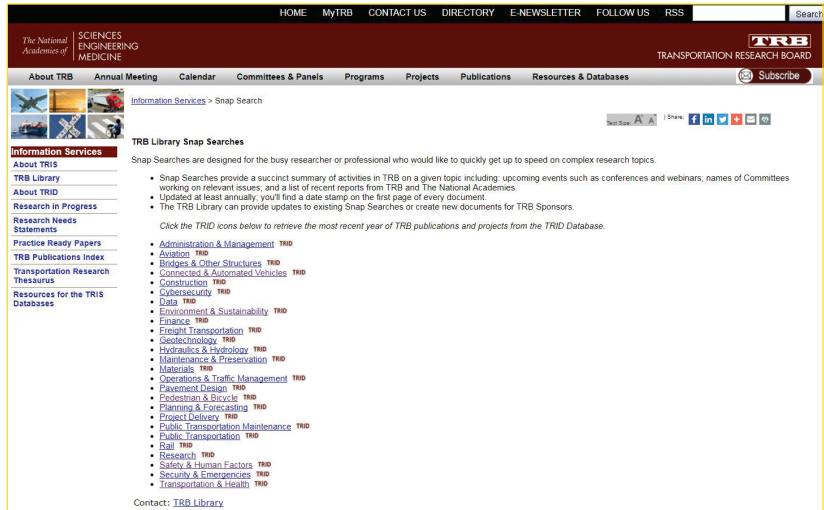 HOME MyTRB CONTACT US DIRECTORY E-NEWSLETTER FOLLOW US RSS Search
The National Academies of
SCIENCES
ENGINEERING
MEDICINE
TRB
TRANSPORTATION RESEARCH BOARD
About TRB Annual Meeting Calendar Committees & Panels Programs Projects Publications Resources & Databases Subscribe
Information Services > Snap Search
Text Size: A A | Share:
Information Services
About TRIS
TRB Library
About TRID
Research in Progress
Research Needs
Statements
Practice Ready Papers
TRB Publications Index
Transportation Research
Thesaurus
Resources for the TRIS
Databases
TRB Library Snap Searches
Snap Searches are designed for the busy researcher or professional who would like to quickly get up to speed on complex research topics.
• Snap Searches provide a succinct summary of activities in TRB on a given topic including: upcoming events such as conferences and webinars; names of Committees
working on relevant issues; and a list of recent reports from TRB and The National Academies.
• Updated at least annually; you'll find a date stamp on the first page of every document.
• The TRB Library can provide updates to existing Snap Searches or create new documents for TRB Sponsors.
Click the TRID icons below to retrieve the most recent year of TRB publications and projects from the TRID Database.
• Administration & Management TRID
• Aviation TRID
• Bridges & Other Structures TRID
• Connected & Automated Vehicles TRID
• Construction TRID
• Cybersecurity TRID
• Data TRID
• Environment & Sustainability TRID
• Finance TRID
• Freight Transportation TRID
• Geotechnology TRID
• Hydraulics & Hydrology TRID
• Maintenance & Preservation TRID
• Materials TRID
• Operations & Traffic Management TRID
• Pavement Design TRID
• Pedestrian & Bicycle TRID
• Planning & Forecasting TRID
• Project Delivery TRID
• Public Transportation Maintenance TRID
• Public Transportation TRID
• Rail TRID
• Research TRID
• Safety & Human Factors TRID
• Security & Emergencies TRID
• Transportation & Health TRID
Contact: TRB Library